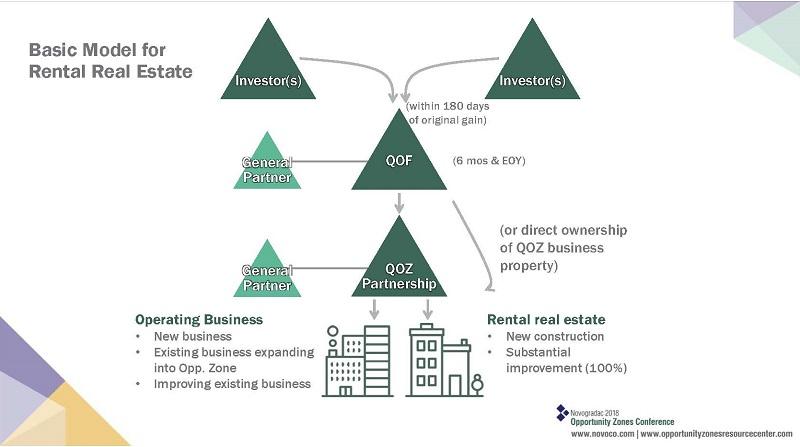 Basic Model for
Rental Real Estate
Investor(s)
Investor(s)
(within 180 days
of original gain)
General
Partner
QOF
(6 mos & EOY)
(or direct ownership
of QOZ business
property)
General
Partner
QOZ
Partnership
Operating Business
• New business
• Existing business expanding
into Opp. Zone
• Improving existing business
Rental real estate
• New construction
• Substantial
improvement (100%)
Novogradac 2018
Opportunity Zones Conference
www.novoco.com | www.opportunityzonesresourcecenter.com